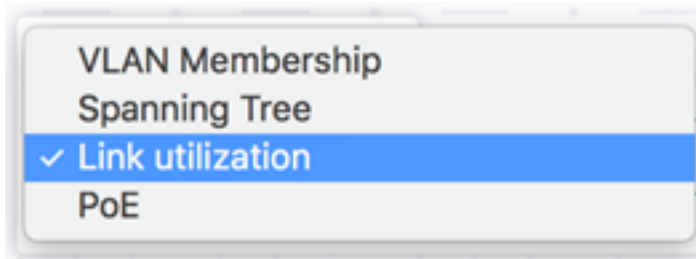 VLAN Membership
Spanning Tree
✓ Link utilization
PoE